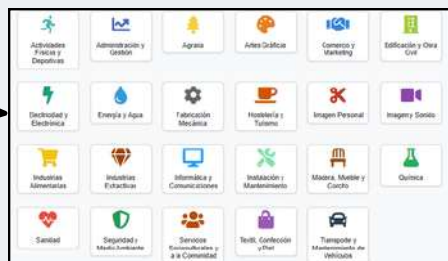 Actividades
Físicas y
Deportivas
Administración y
Gestión
Agraria
Artes Gráficas
Comercio y
Marketing
Edificación y Obra
Civil
Electricidad y
Electrónica
Energía y Agua
Fabricación
Mecánica
Hostelería y
Turismo
Imagen Personal
Imagen y Sonido
Industrias
Alimentarias
Industrias
Extractivas
Informática y
Comunicaciones
Instalación y
Mantenimiento
Madera, Mueble y
Corcho
Química
Sanidad
Seguridad y
Medio Ambiente
Servicios
Socioculturales y
a la Comunidad
Textil, Confección
y Piel
Transporte y
Mantenimiento de
Vehículos